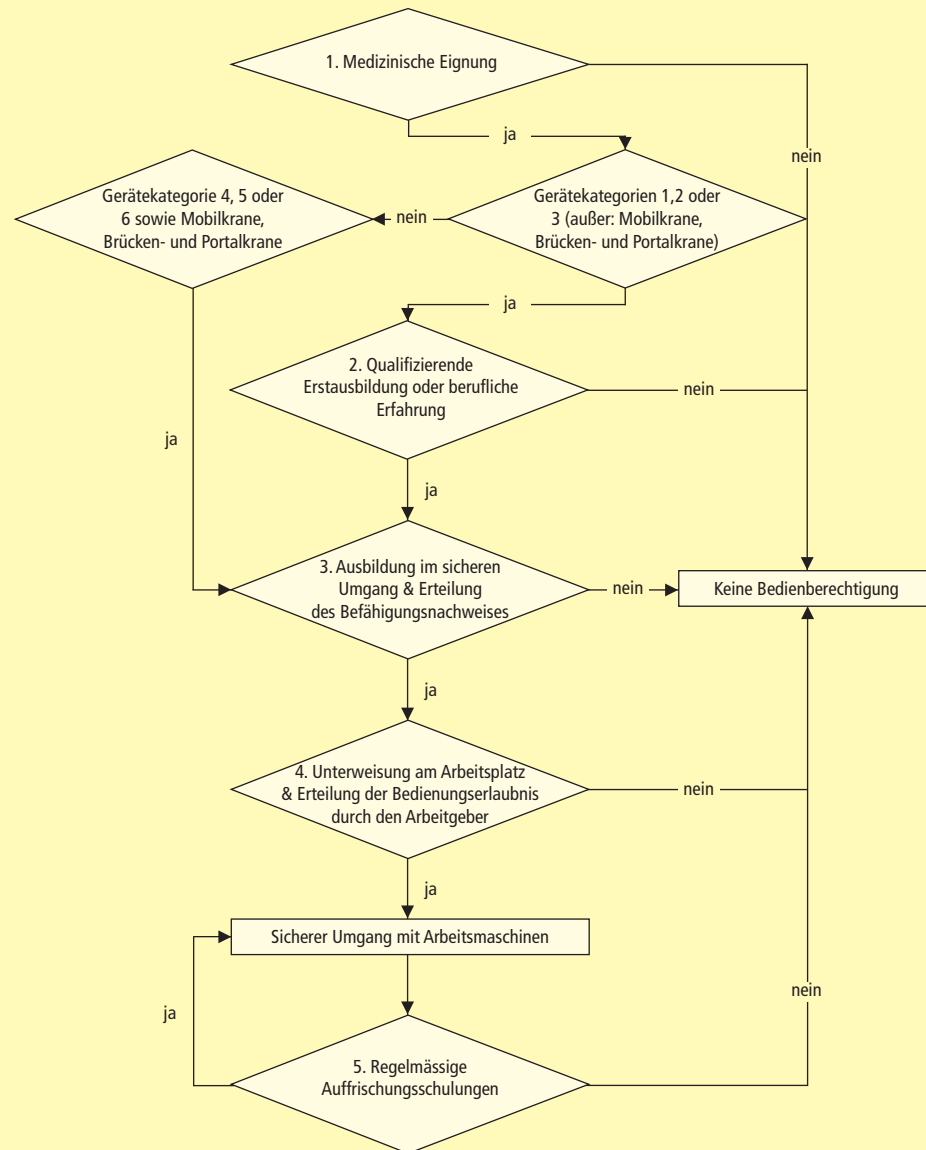 1. Medizinische Eignung
ja
nein
Gerätekategorie 4, 5 oder
6 sowie Mobilkrane,
Brücken- und Portalkrane
nein
Gerätekategorien 1,2 oder
3 (außer: Mobilkrane,
Brücken- und Portalkrane)
ja
2. Qualifizierende
Erstausbildung oder berufliche
Erfahrung
nein
ja
ja
3. Ausbildung im sicheren
Umgang & Erteilung
des Befähigungsnachweises
nein
Keine Bedienberechtigung
ja
4. Unterweisung am Arbeitsplatz
& Erteilung der Bedienungserlaubnis
durch den Arbeitgeber
nein
ja
Sicherer Umgang mit Arbeitsmaschinen
ja
nein
5. Regelmässige
Auffrischungsschulungen